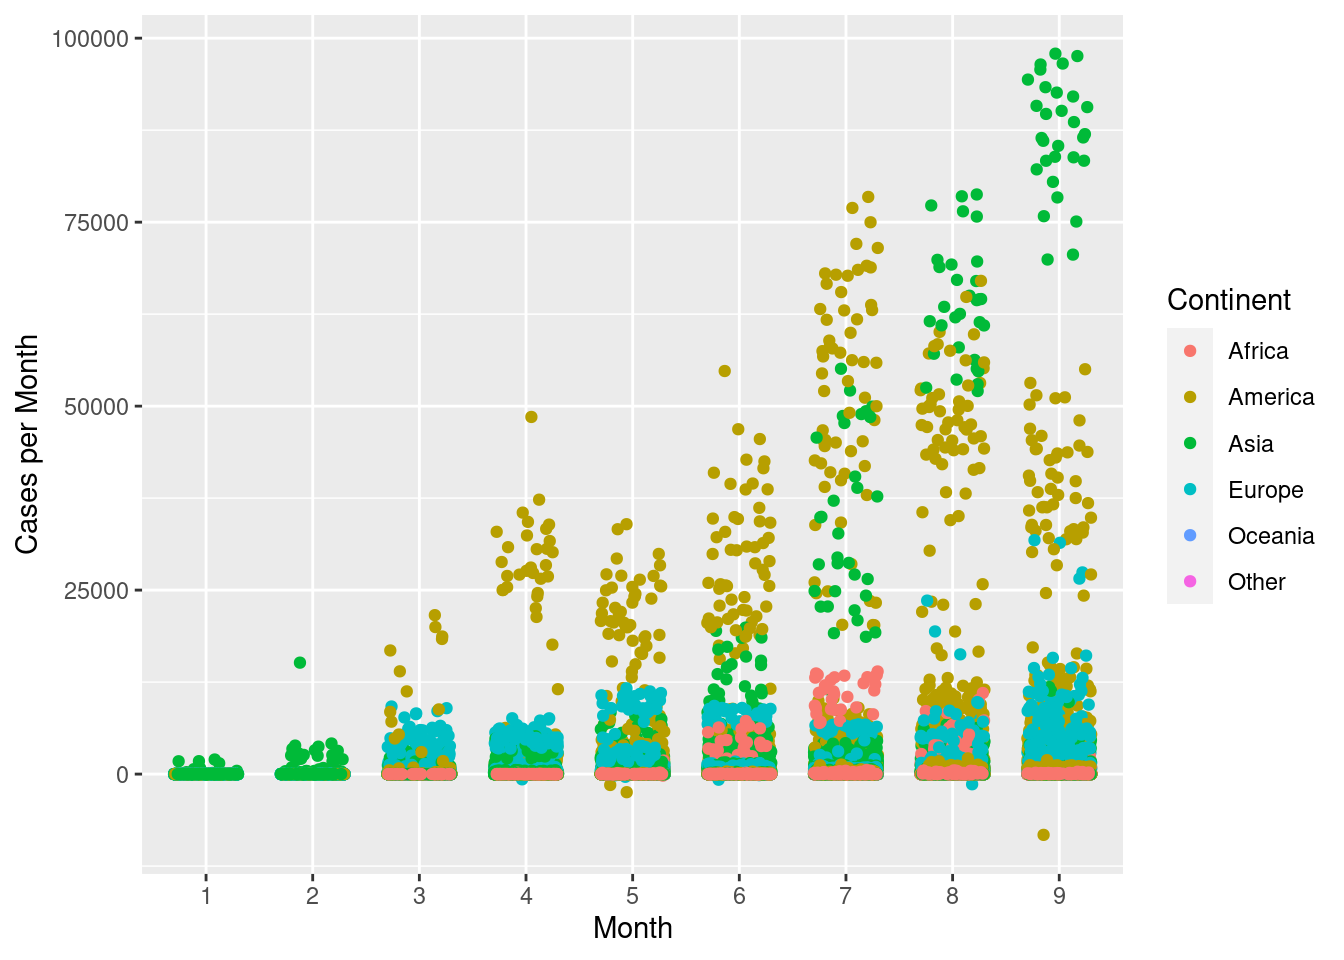 100000
75000
50000
25000
0
Cases per Month
1 2 3 4 5 6 7 8 9
Month
Continent
Africa
America
Asia
Europe
Oceania
Other